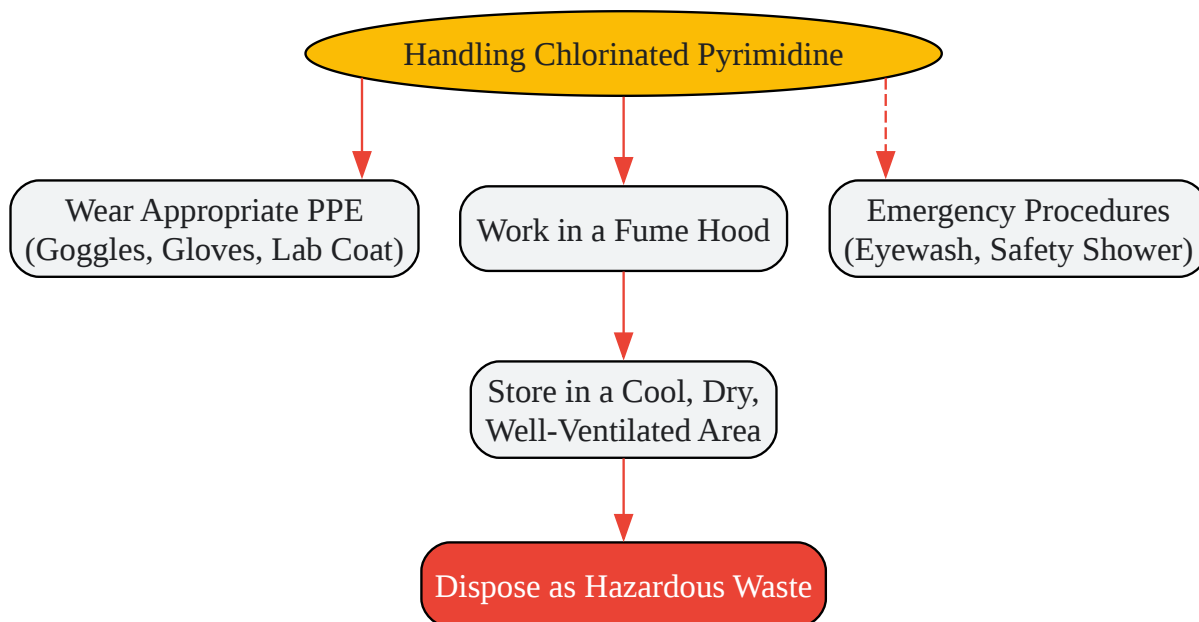 Handling Chlorinated Pyrimidine
Wear Appropriate PPE
(Goggles, Gloves, Lab Coat)
Work in a Fume Hood
Emergency Procedures
(Eyewash, Safety Shower)
Store in a Cool, Dry,
Well-Ventilated Area
Dispose as Hazardous Waste